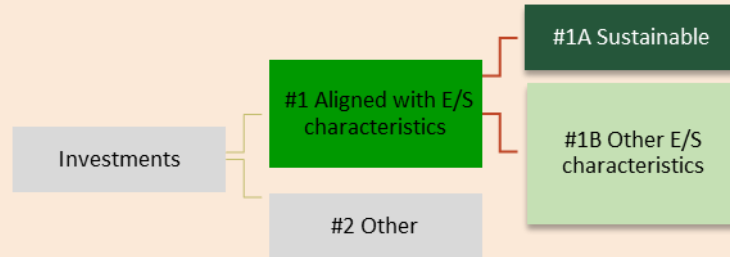 #1A Sustainable
#1 Aligned with E/S
characteristics
#1B Other E/S
characteristics
Investments
#2 Other